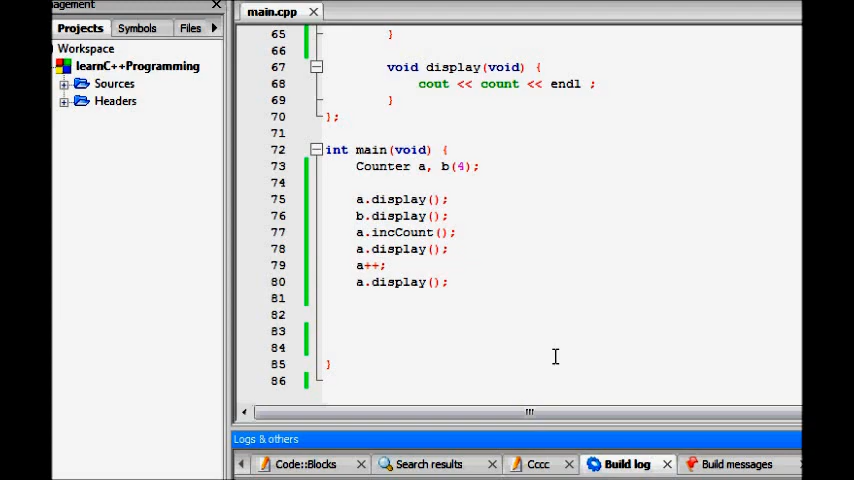 nagement
Projects Symbols Files
Workspace
learnC++Programming
Sources
Headers
main.cpp
65 }
66
67 void display(void) {
68 cout << count << endl ;
69 }
70 };
71
72 int main(void) {
73 Counter a, b(4);
74
75 a.display();
76 b.display();
77 a.incCount();
78 a.display();
79 a++;
80 a.display();
81
82
83
84
85 }
86
Logs & others
Code::Blocks Search results Cccc Build log Build messages